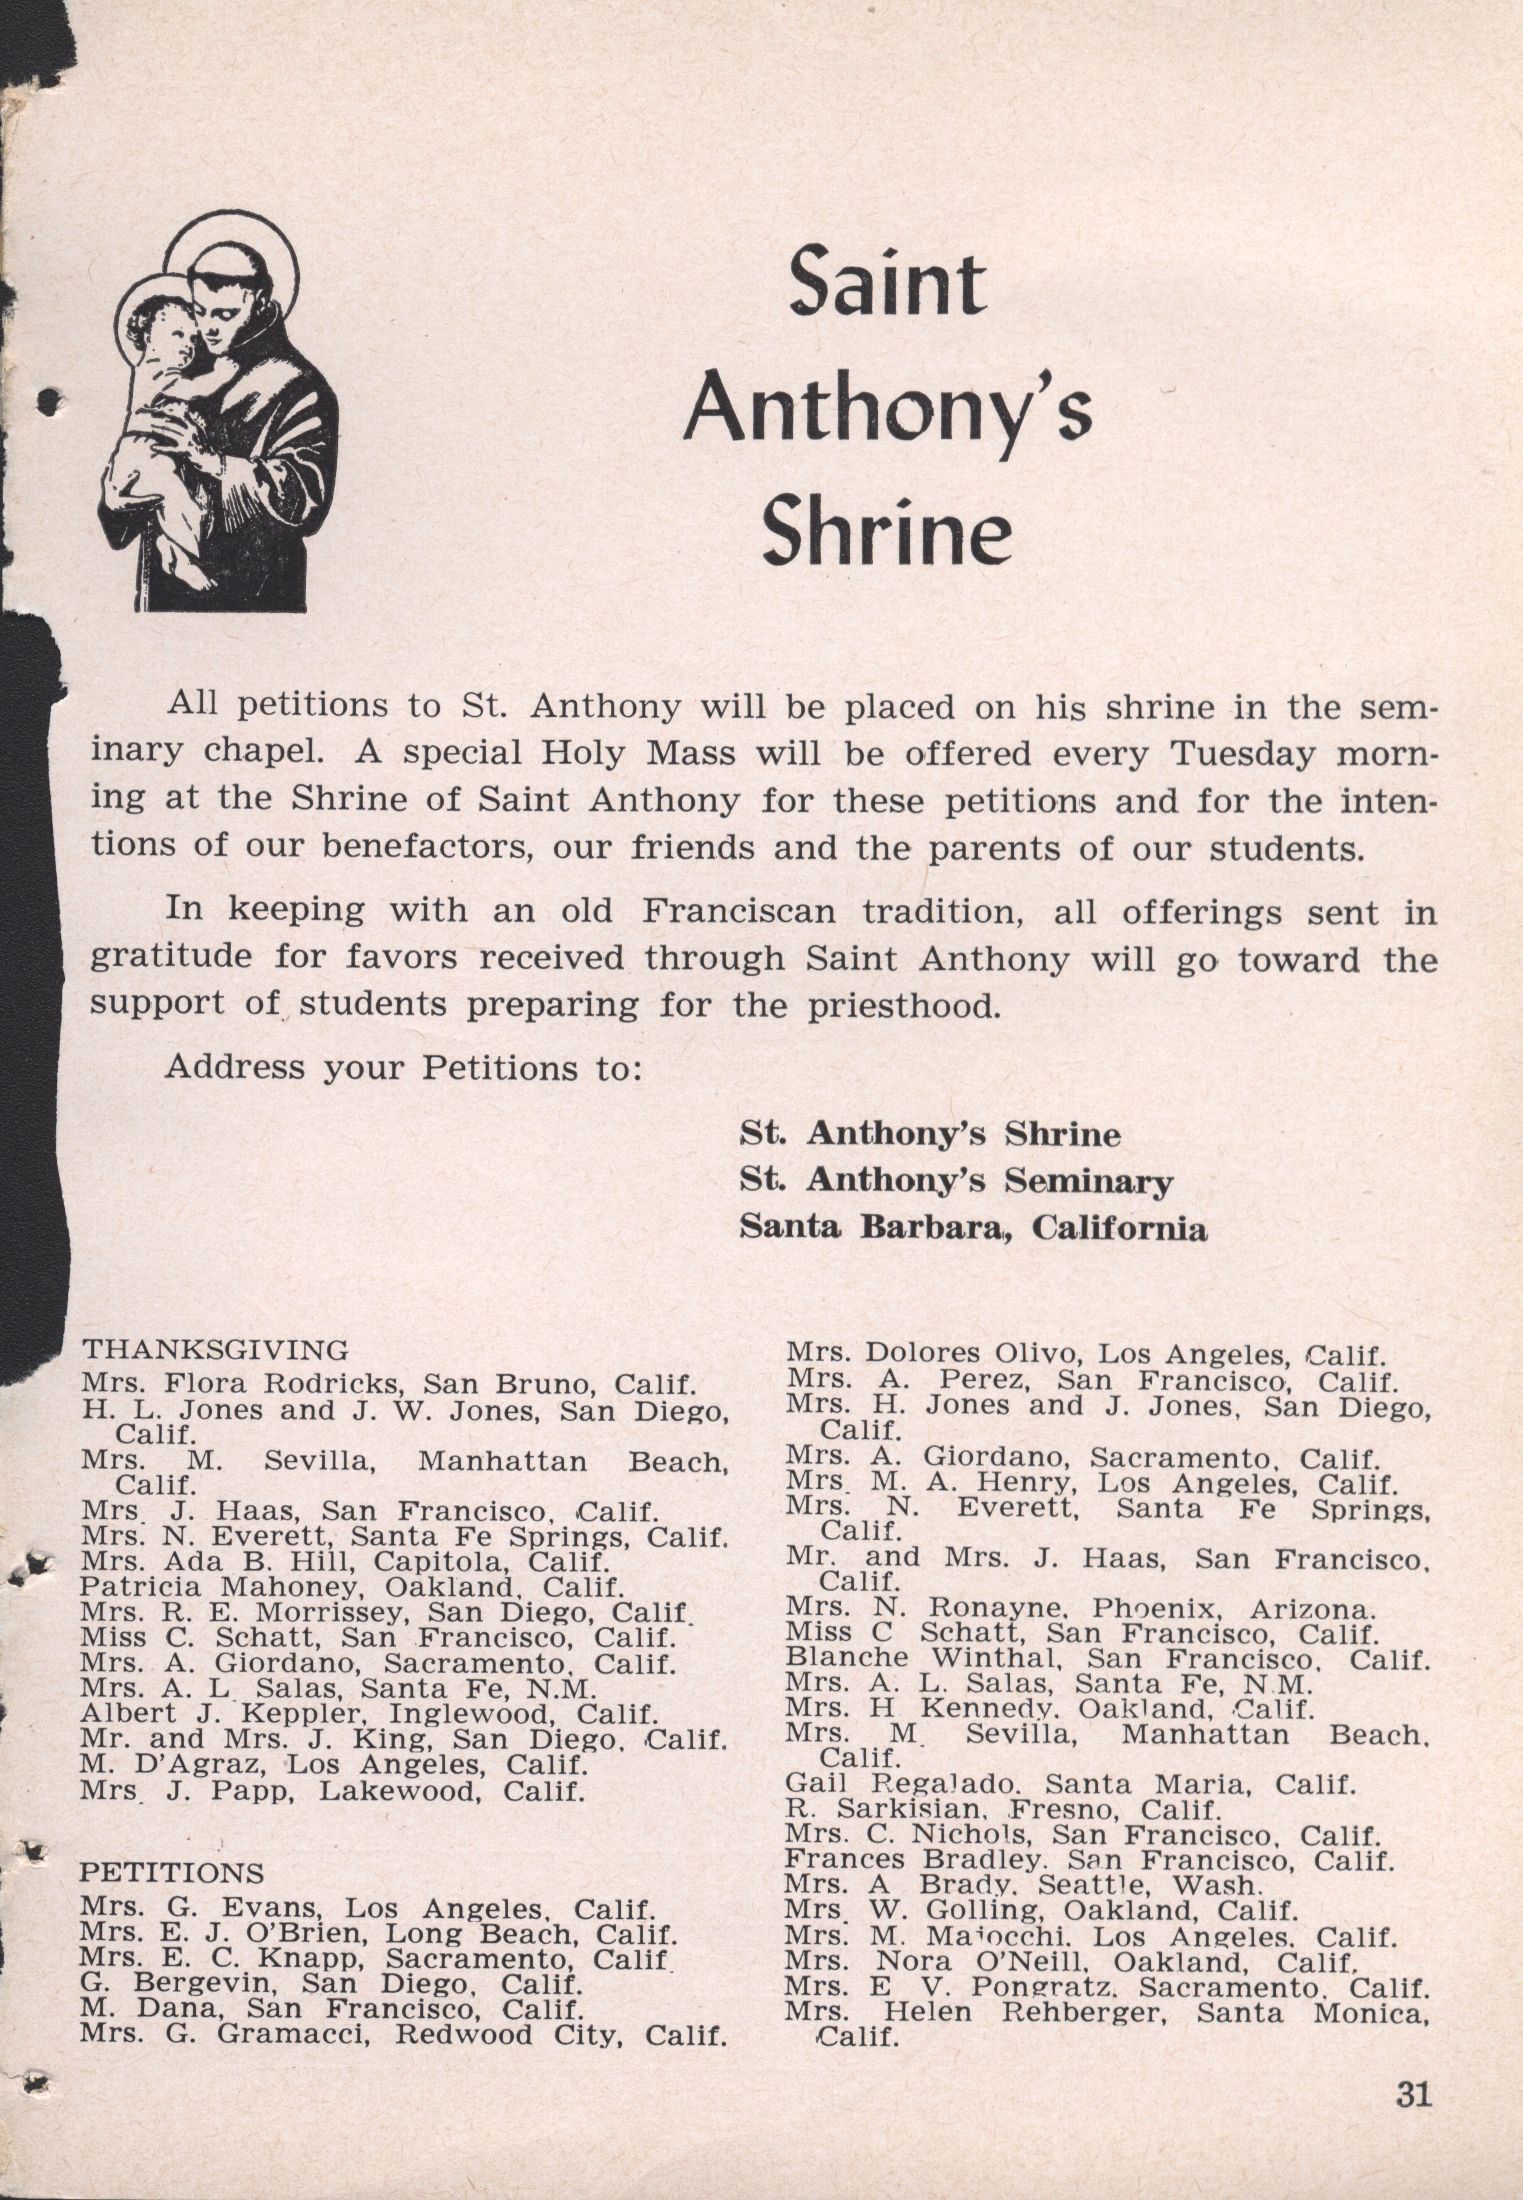 Saint
Anthony's
Shrine
All petitions to St. Anthony will be placed on his shrine in the sem-
inary chapel. A special Holy Mass will be offered every Tuesday morn-
ing at the Shrine of Saint Anthony for these petitions and for the inten-
tions of our benefactors, our friends and the parents of our students.
In keeping with an old Franciscan tradition, all offerings sent in
gratitude for favors received through Saint Anthony will go toward the
support of students preparing for the priesthood.
Address your Petitions to:
St. Anthony's Shrine
St. Anthony's Seminary
Santa Barbara, California
THANKSGIVING
Mrs. Flora Rodricks, San Bruno, Calif.
H. L. Jones and J. W. Jones, San Diego,
Calif.
Mrs. M. Sevilla, Manhattan Beach,
Calif.
Mrs. J. Haas, San Francisco, Calif.
Mrs. N. Everett, Santa Fe Springs, Calif.
Mrs. Ada B. Hill, Capitola, Calif.
Patricia Mahoney, Oakland, Calif.
Mrs. R. E. Morrissey, San Diego, Calif.
Miss C. Schatt, San Francisco, Calif.
Mrs. A. Giordano, Sacramento, Calif.
Mrs. A. L. Salas, Santa Fe, N.M.
Albert J. Keppler, Inglewood, Calif.
Mr. and Mrs. J. King, San Diego, Calif.
M. D'Agraz, Los Angeles, Calif.
Mrs. J. Papp, Lakewood, Calif.
PETITIONS
Mrs. G. Evans, Los Angeles, Calif.
Mrs. E. J. O'Brien, Long Beach, Calif.
Mrs. E. C. Knapp, Sacramento, Calif.
G. Bergevin, San Diego, Calif.
M. Dana, San Francisco, Calif.
Mrs. G. Gramacci, Redwood City, Calif.
Mrs. Dolores Olivo, Los Angeles, Calif.
Mrs. A. Perez, San Francisco, Calif.
Mrs. H. Jones and J. Jones, San Diego,
Calif.
Mrs. A. Giordano, Sacramento, Calif.
Mrs. M. A. Henry, Los Angeles, Calif.
Mrs. N. Everett, Santa Fe Springs,
Calif.
Mr. and Mrs. J. Haas, San Francisco,
Calif.
Mrs. N. Ronayne, Phoenix, Arizona.
Miss C Schatt, San Francisco, Calif.
Blanche Winthal, San Francisco, Calif.
Mrs. A. L. Salas, Santa Fe, N.M.
Mrs. H Kennedy, Oakland, Calif.
Mrs. M. Sevilla, Manhattan Beach,
Calif.
Gail Regalado, Santa Maria, Calif.
R. Sarkisian, Fresno, Calif.
Mrs. C. Nichols, San Francisco, Calif.
Frances Bradley, San Francisco, Calif.
Mrs. A Brady, Seattle, Wash.
Mrs. W. Golling, Oakland, Calif.
Mrs. M. Maiocchi, Los Angeles, Calif.
Mrs. Nora O'Neill, Oakland, Calif.
Mrs. E V. Pongratz, Sacramento, Calif.
Mrs. Helen Rehberger, Santa Monica,
Calif.
31